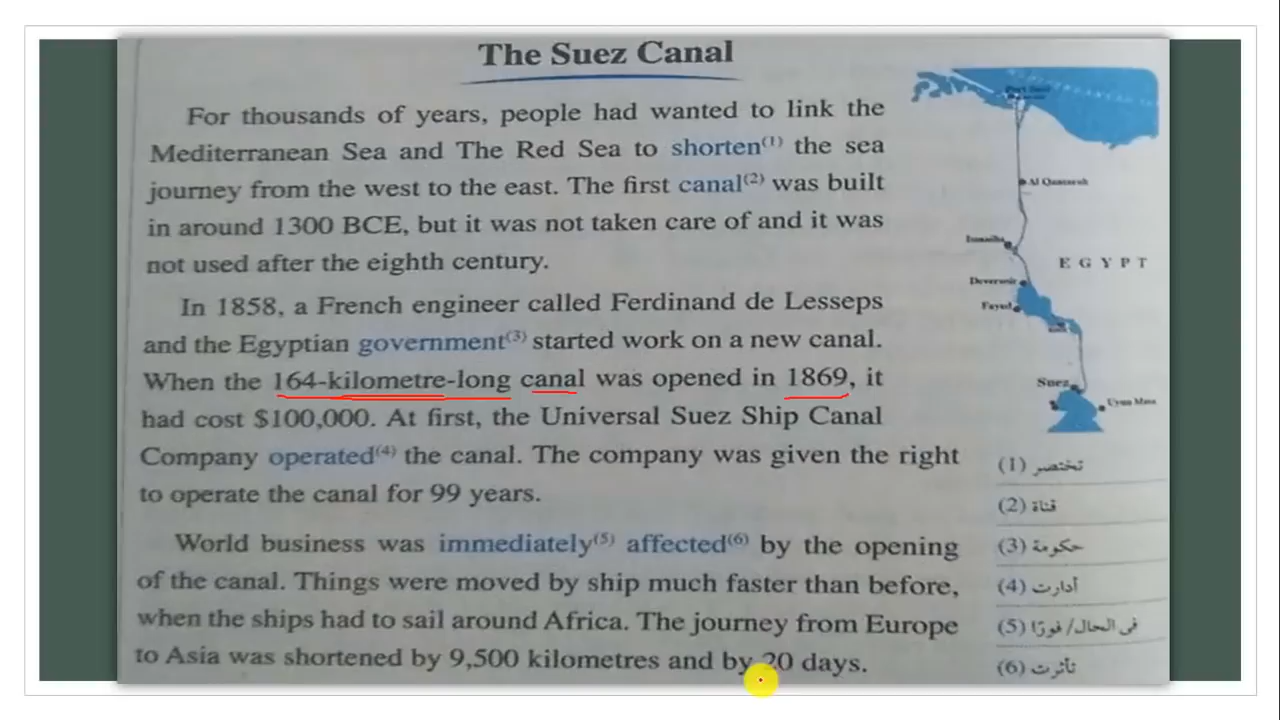 The Suez Canal
For thousands of years, people had wanted to link the
Mediterranean Sea and The Red Sea to shorten(1) the sea
journey from the west to the east. The first canal(2) was built
in around 1300 BCE, but it was not taken care of and it was
not used after the eighth century.
In 1858, a French engineer called Ferdinand de Lesseps
and the Egyptian government(3) started work on a new canal.
When the 164-kilometre-long canal was opened in 1869, it
had cost $100,000. At first, the Universal Suez Ship Canal
Company operated(4) the canal. The company was given the right
to operate the canal for 99 years.
World business was immediately(5) affected(6) by the opening
of the canal. Things were moved by ship much faster than before,
when the ships had to sail around Africa. The journey from Europe
to Asia was shortened by 9,500 kilometres and by 20 days.
Port Said
Al Qantarah
Ismailia
EGYPT
Deversoir
Fayed
Suez
Uyun Musa
(1) تختصر
(2) قناة
(3) حكومة
(4) أدارت
(5) فى الحال/ فورًا
(6) تأثرت